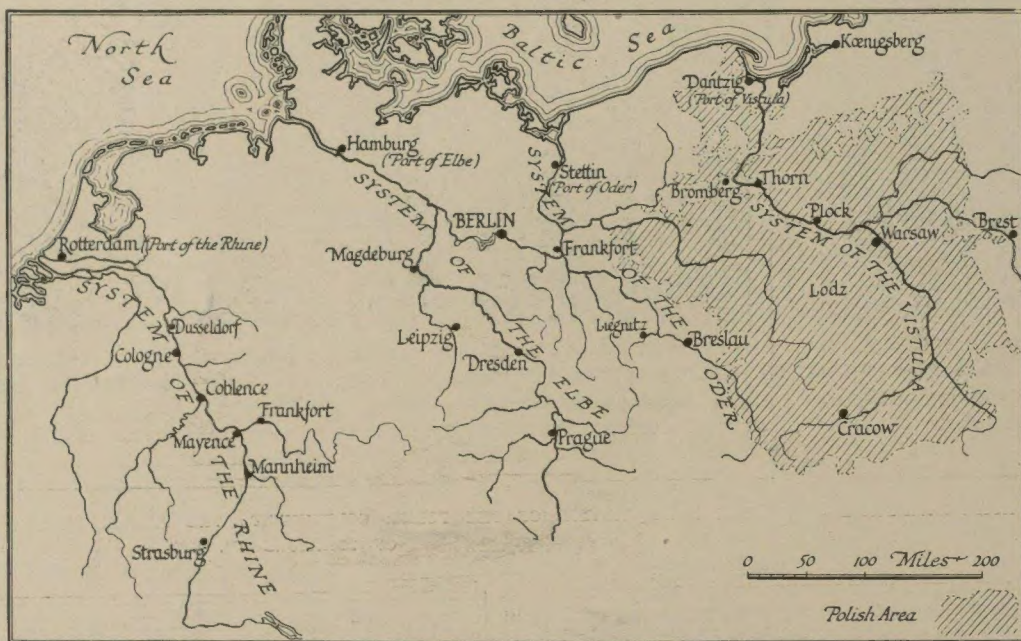 North
Sea
Baltic Sea
Kœnigsberg
Dantzig
(Port of Vistula)
Hamburg
(Port of Elbe)
Stettin
(Port of Oder)
Bromberg
Thorn
Plock
Warsaw
Brest
BERLIN
Rotterdam (Port of the Rhine)
Magdeburg
Frankfort
Lodz
Dusseldorf
Leipzig
Liegnitz
Breslau
Cologne
Dresden
Coblence
Frankfort
Mayence
Prague
Cracow
Mannheim
Strasburg
SYSTEM OF THE RHINE
SYSTEM OF THE ELBE
SYSTEM OF THE ODER
SYSTEM OF THE VISTULA
0 50 100 Miles 200
Polish Area